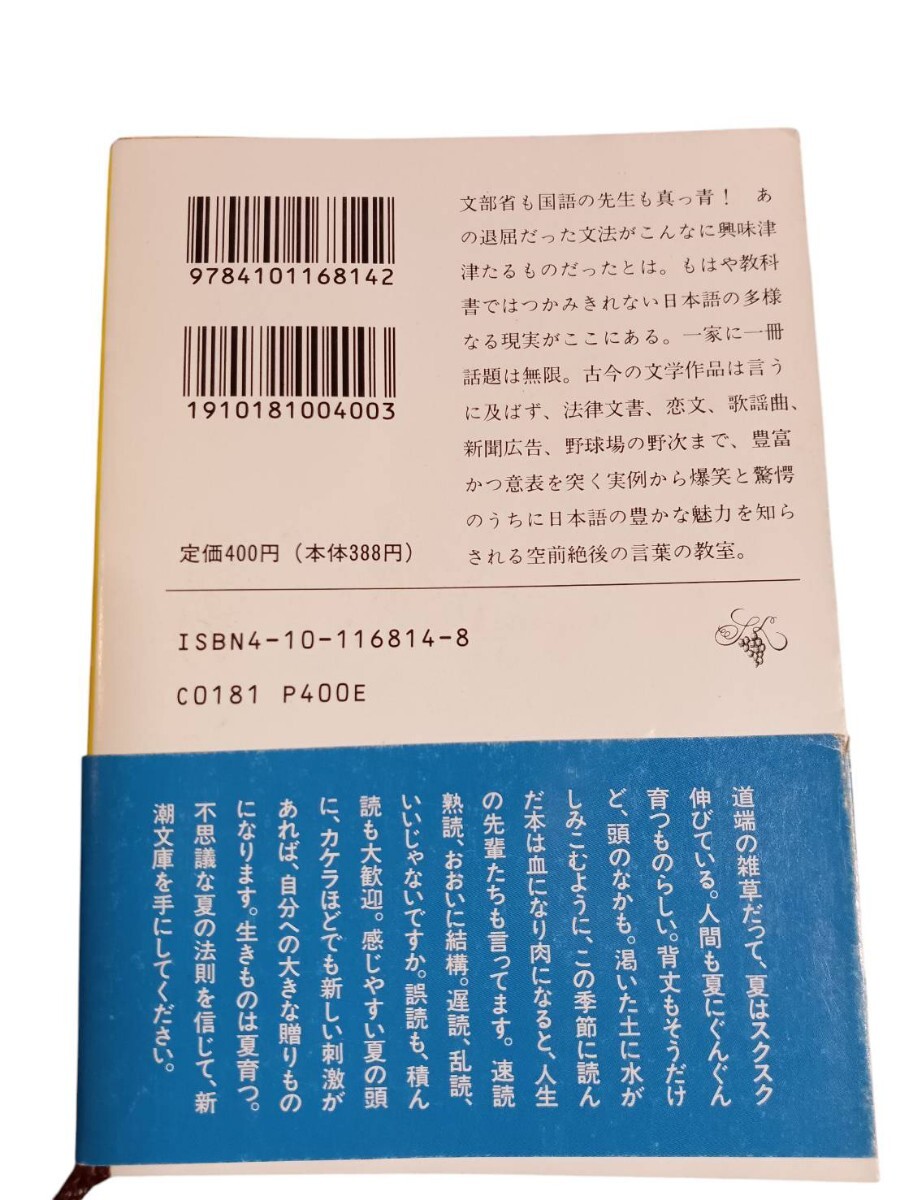 9784101168142
1910181004003
定価400円（本体388円）
文部省も国語の先生も真っ青！　あ
の退屈だった文法がこんなに興味津
津たるものだったとは。もはや教科
書ではつかみきれない日本語の多様
なる現実がここにある。一家に一冊
話題は無限。古今の文学作品は言う
に及ばず、法律文書、恋文、歌謡曲、
新聞広告、野球場の野次まで、豊富
かつ意表を突く実例から爆笑と驚愕
のうちに日本語の豊かな魅力を知ら
される空前絶後の言葉の教室。
ISBN4-10-116814-8
C0181 P400E
道端の雑草だって、夏はスクスク
伸びている。人間も夏にぐんぐん
育つものらしい。背丈もそうだけ
ど、頭のなかも。渇いた土に水が
しみこむように、この季節に読ん
だ本は血になり肉になると、人生
の先輩たちも言ってます。速読
熟読、おおいに結構。遅読、乱読、
いいじゃないですか。誤読も、積ん
読も大歓迎。感じやすい夏の頭
に、カケラほどでも新しい刺激が
あれば、自分への大きな贈りもの
になります。生きものは夏育つ。
不思議な夏の法則を信じて、新
潮文庫を手にしてください。